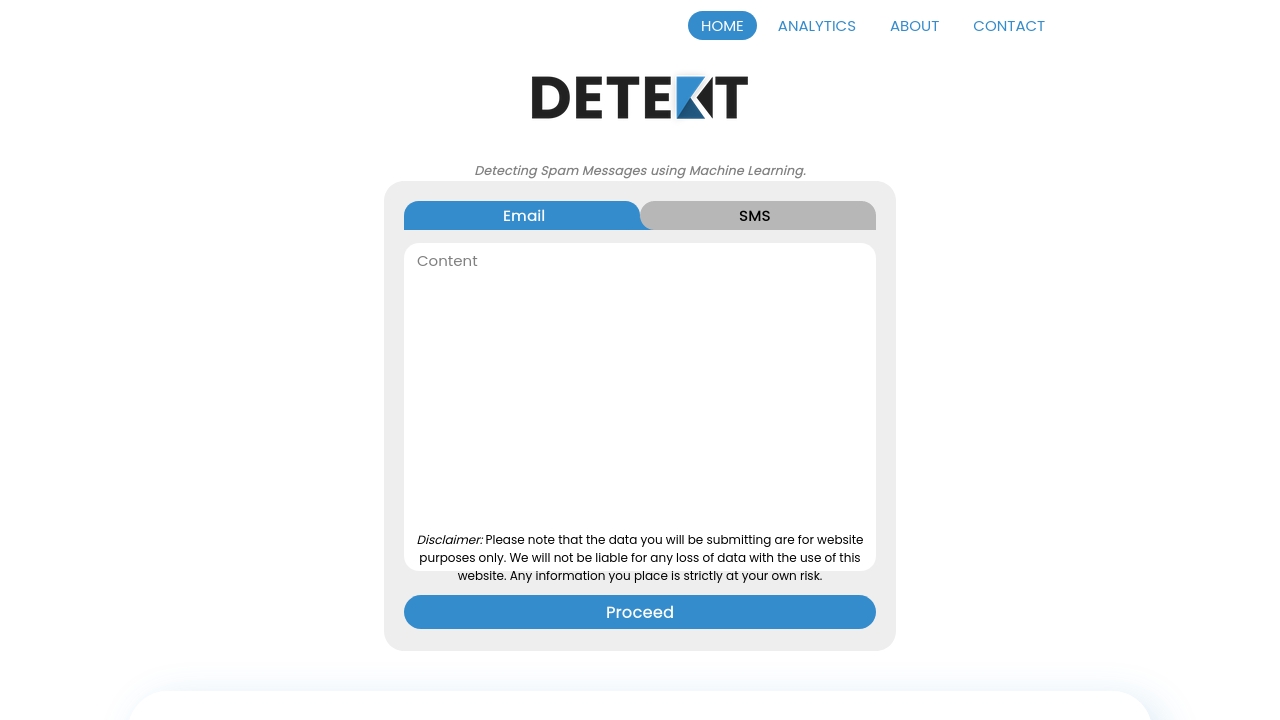 HOME ANALYTICS ABOUT CONTACT
DETEKT
Detecting Spam Messages using Machine Learning.
Email SMS
Content
Disclaimer: Please note that the data you will be submitting are for website
purposes only. We will not be liable for any loss of data with the use of this
website. Any information you place is strictly at your own risk.
Proceed